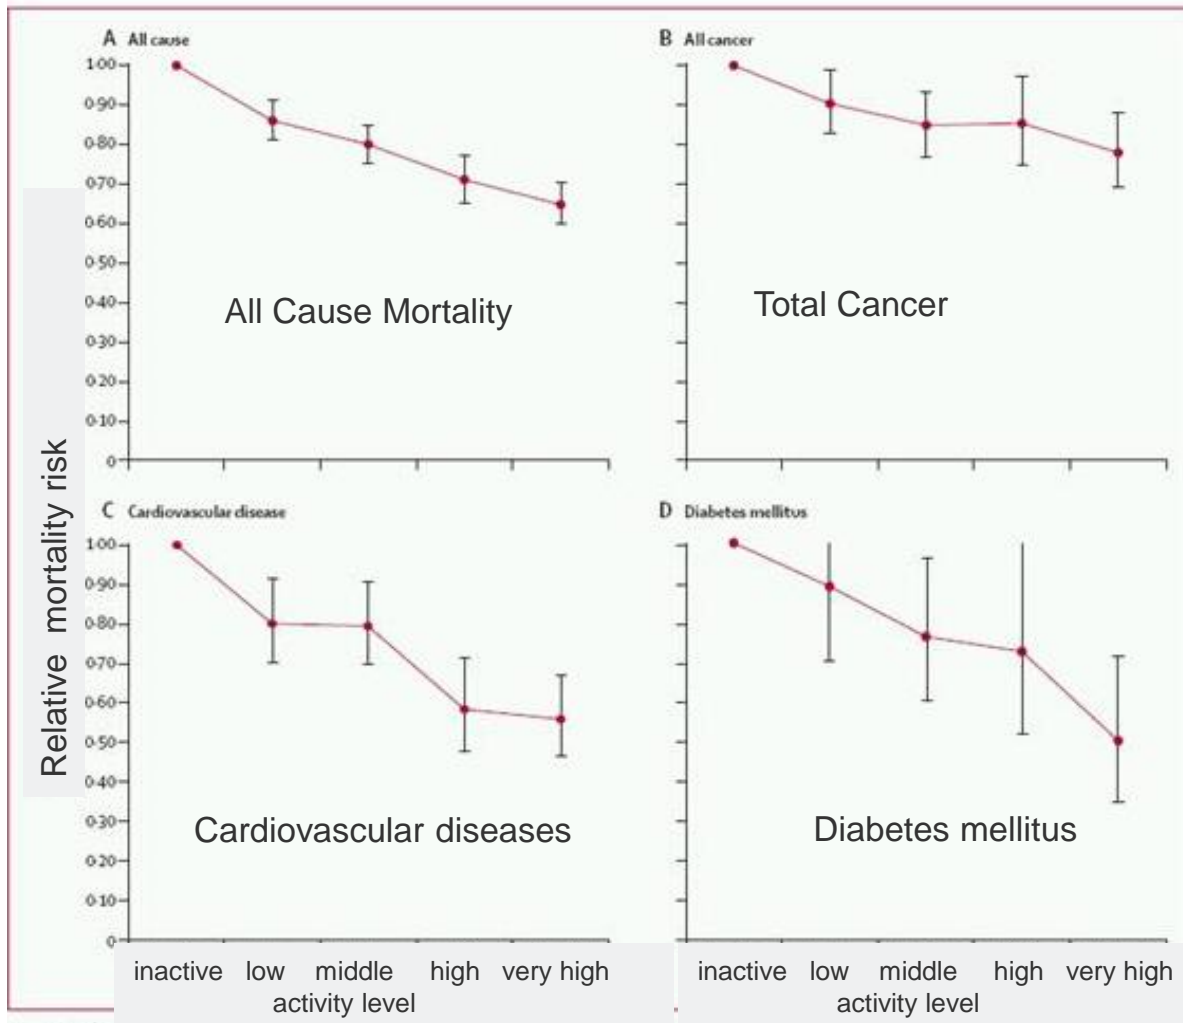 A All cause
1·00
0·90
0·80
0·70
0·60
0·50
0·40
0·30
0·20
0·10
0
All Cause Mortality
B All cancer
Total Cancer
Relative mortality risk
C Cardiovascular disease
1·00
0·90
0·80
0·70
0·60
0·50
0·40
0·30
0·20
0·10
0
Cardiovascular diseases
D Diabetes mellitus
Diabetes mellitus
inactive low middle high very high
activity level
inactive low middle high very high
activity level